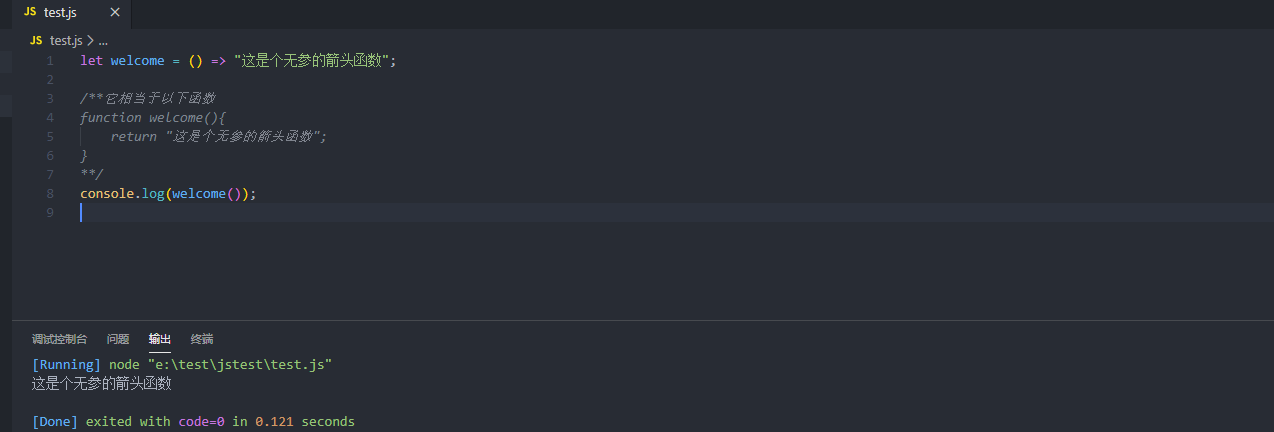 JS test.js ×
JS test.js > ...
1 let welcome = () => "这是个无参的箭头函数";
2
3 /**它相当于以下函数
4 function welcome(){
5     return "这是个无参的箭头函数";
6 }
7 **/
8 console.log(welcome());
9
调试控制台 问题 输出 终端
[Running] node "e:\test\jstest\test.js"
这是个无参的箭头函数
[Done] exited with code=0 in 0.121 seconds